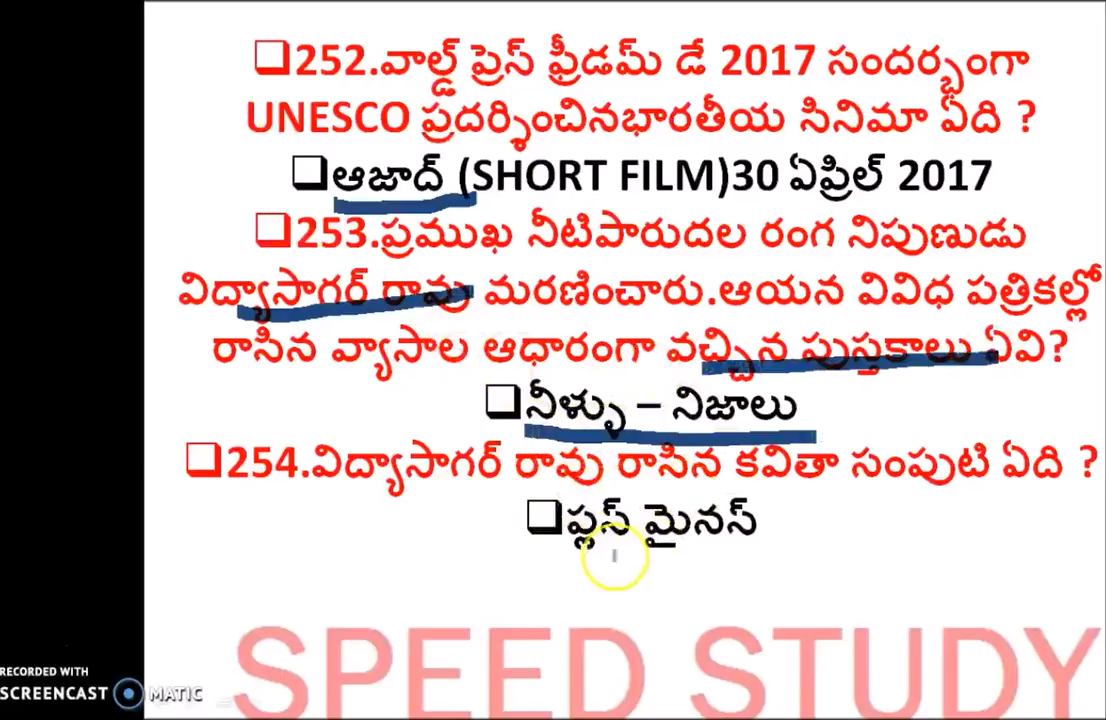 ❑252.వాల్డ్ ప్రెస్ ఫ్రీడమ్ డే 2017 సందర్భంగా
UNESCO ప్రదర్శించినభారతీయ సినిమా ఏది ?
❑ఆజాద్ (SHORT FILM)30 ఏప్రిల్ 2017
❑253.ప్రముఖ నీటిపారుదల రంగ నిపుణుడు
విద్యాసాగర్ రావు మరణించారు.ఆయన వివిధ పత్రికల్లో
రాసిన వ్యాసాల ఆధారంగా వచ్చిన పుస్తకాలు ఏవి?
❑నీళ్ళు – నిజాలు
❑254.విద్యాసాగర్ రావు రాసిన కవితా సంపుటి ఏది ?
❑ప్లస్ మైనస్
SPEED STUDY
RECORDED WITH
SCREENCAST MATIC